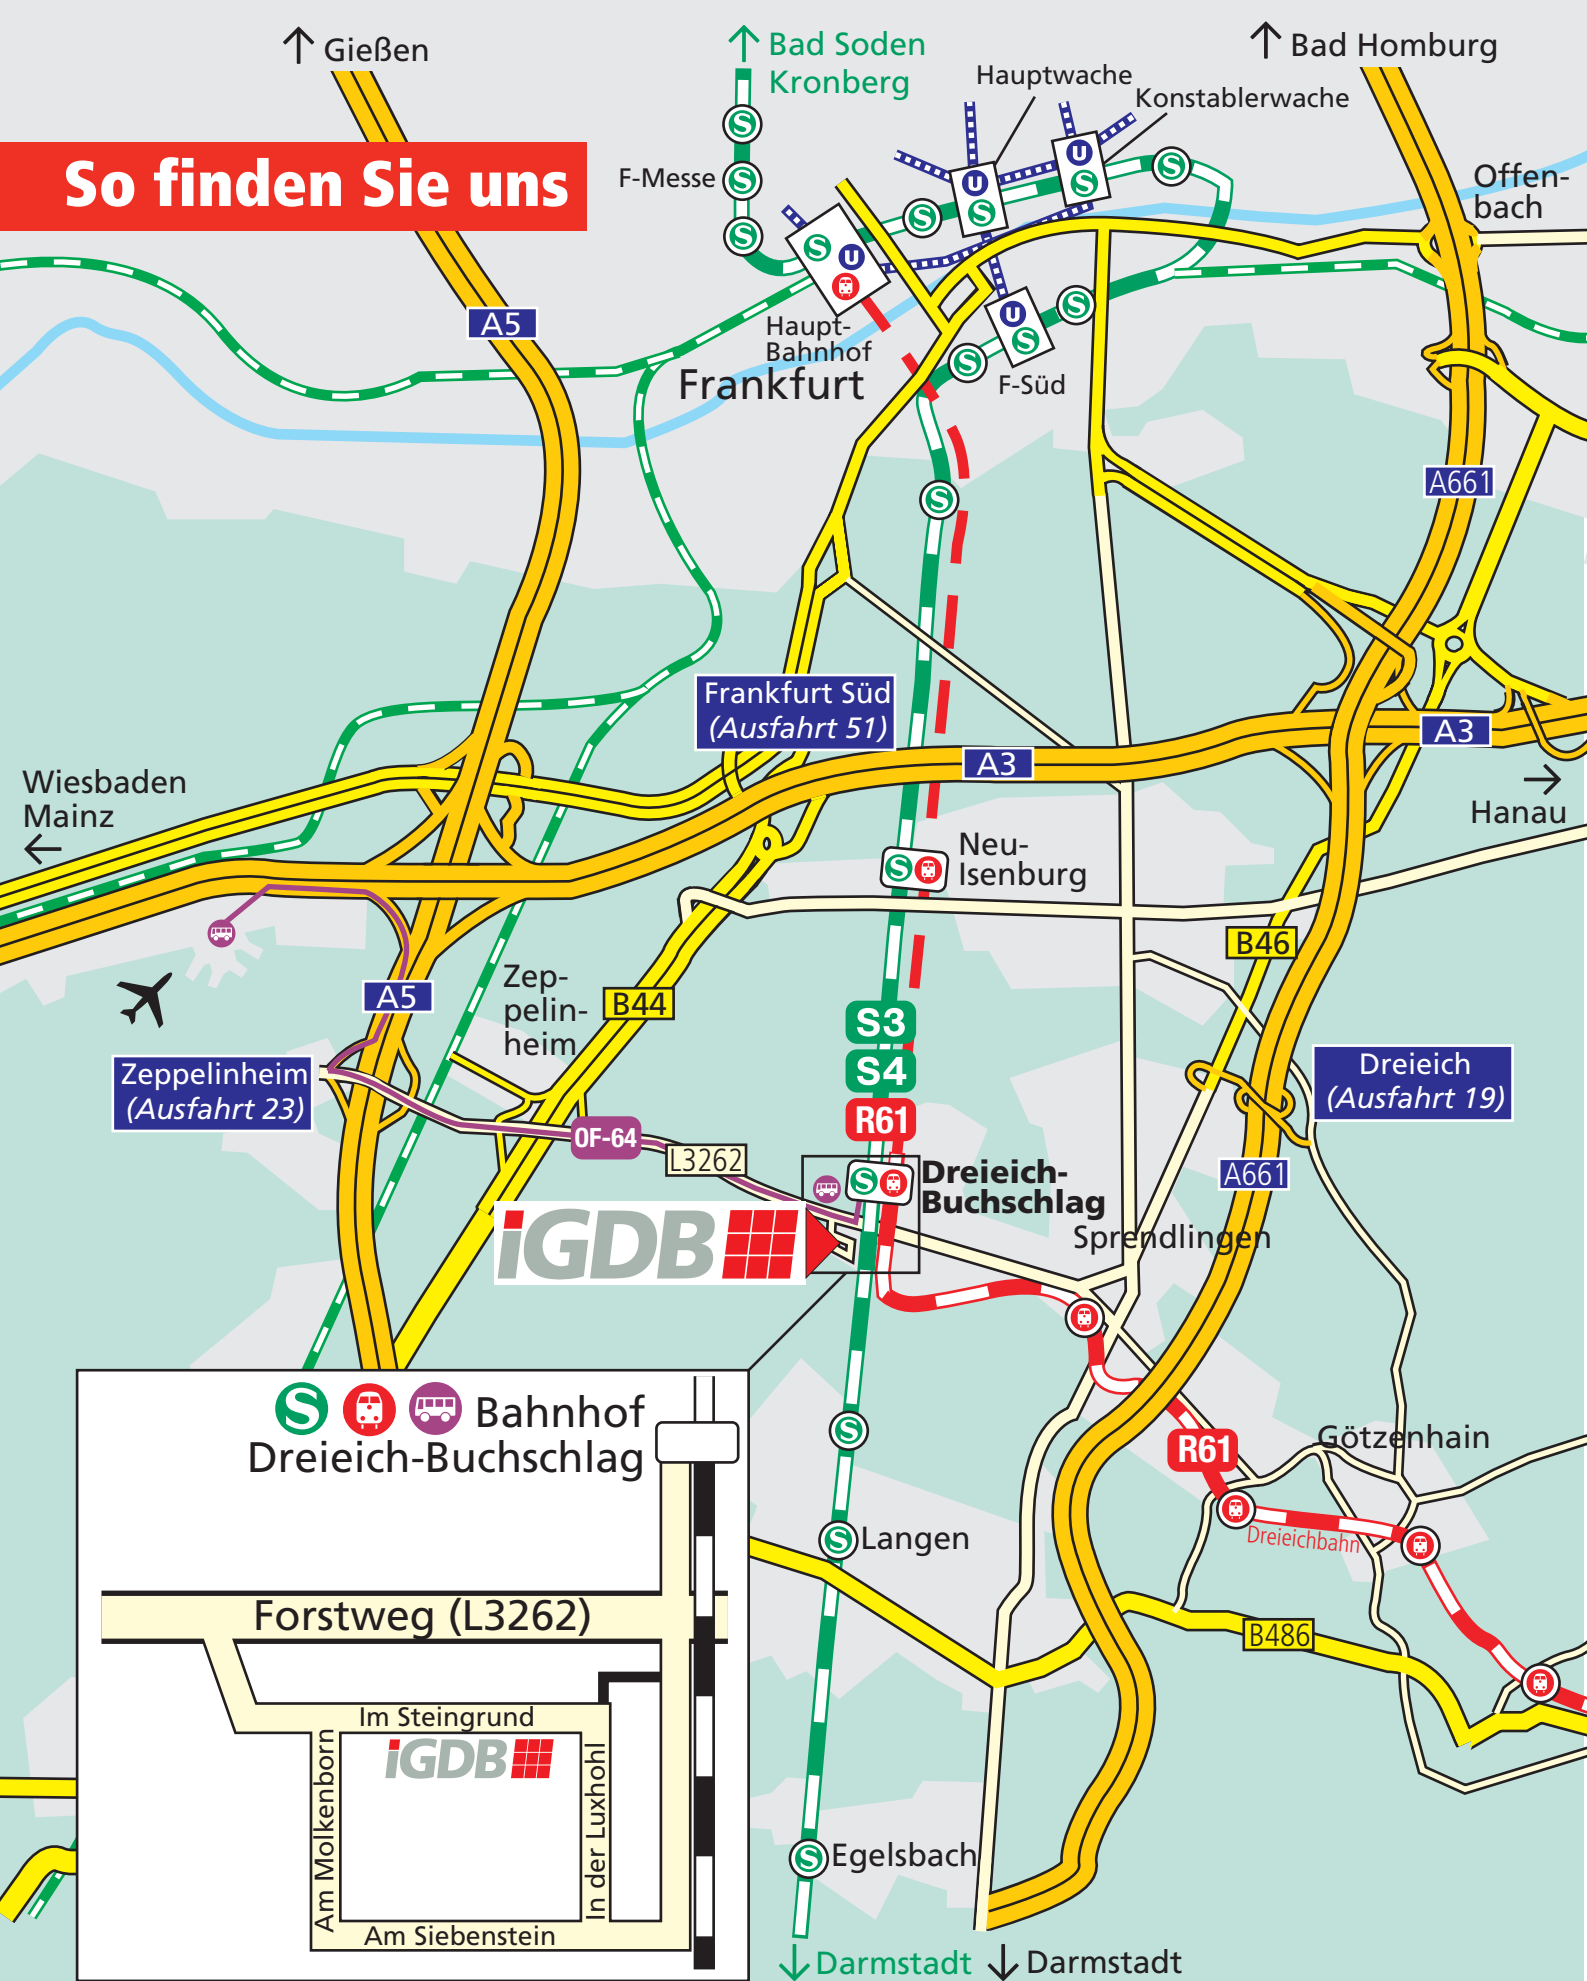 Gießen
Bad Soden
Kronberg
Bad Homburg
Hauptwache
Konstablerwache
So finden Sie uns
F-Messe
S
S
S
U
S
U
S
S
S
Offen-
bach
S
U
A5
Haupt-
Bahnhof
Frankfurt
U
S
S
S
F-Süd
A661
S
Frankfurt Süd
(Ausfahrt 51)
A3
A3
Wiesbaden
Mainz
Hanau
S
Neu-
Isenburg
B46
Zep-
pelin-
heim
A5
B44
S3
S4
R61
Zeppelinheim
(Ausfahrt 23)
Dreieich
(Ausfahrt 19)
OF-64
L3262
S
Dreieich-
Buchschlag
A661
iGDB
Sprendlingen
S Bahnhof
Dreieich-Buchschlag
S
Götzenhain
R61
Dreieichbahn
S Langen
Forstweg (L3262)
B486
Im Steingrund
iGDB
Am Molkenborn
In der Luxhohl
Am Siebenstein
S Egelsbach
Darmstadt
Darmstadt